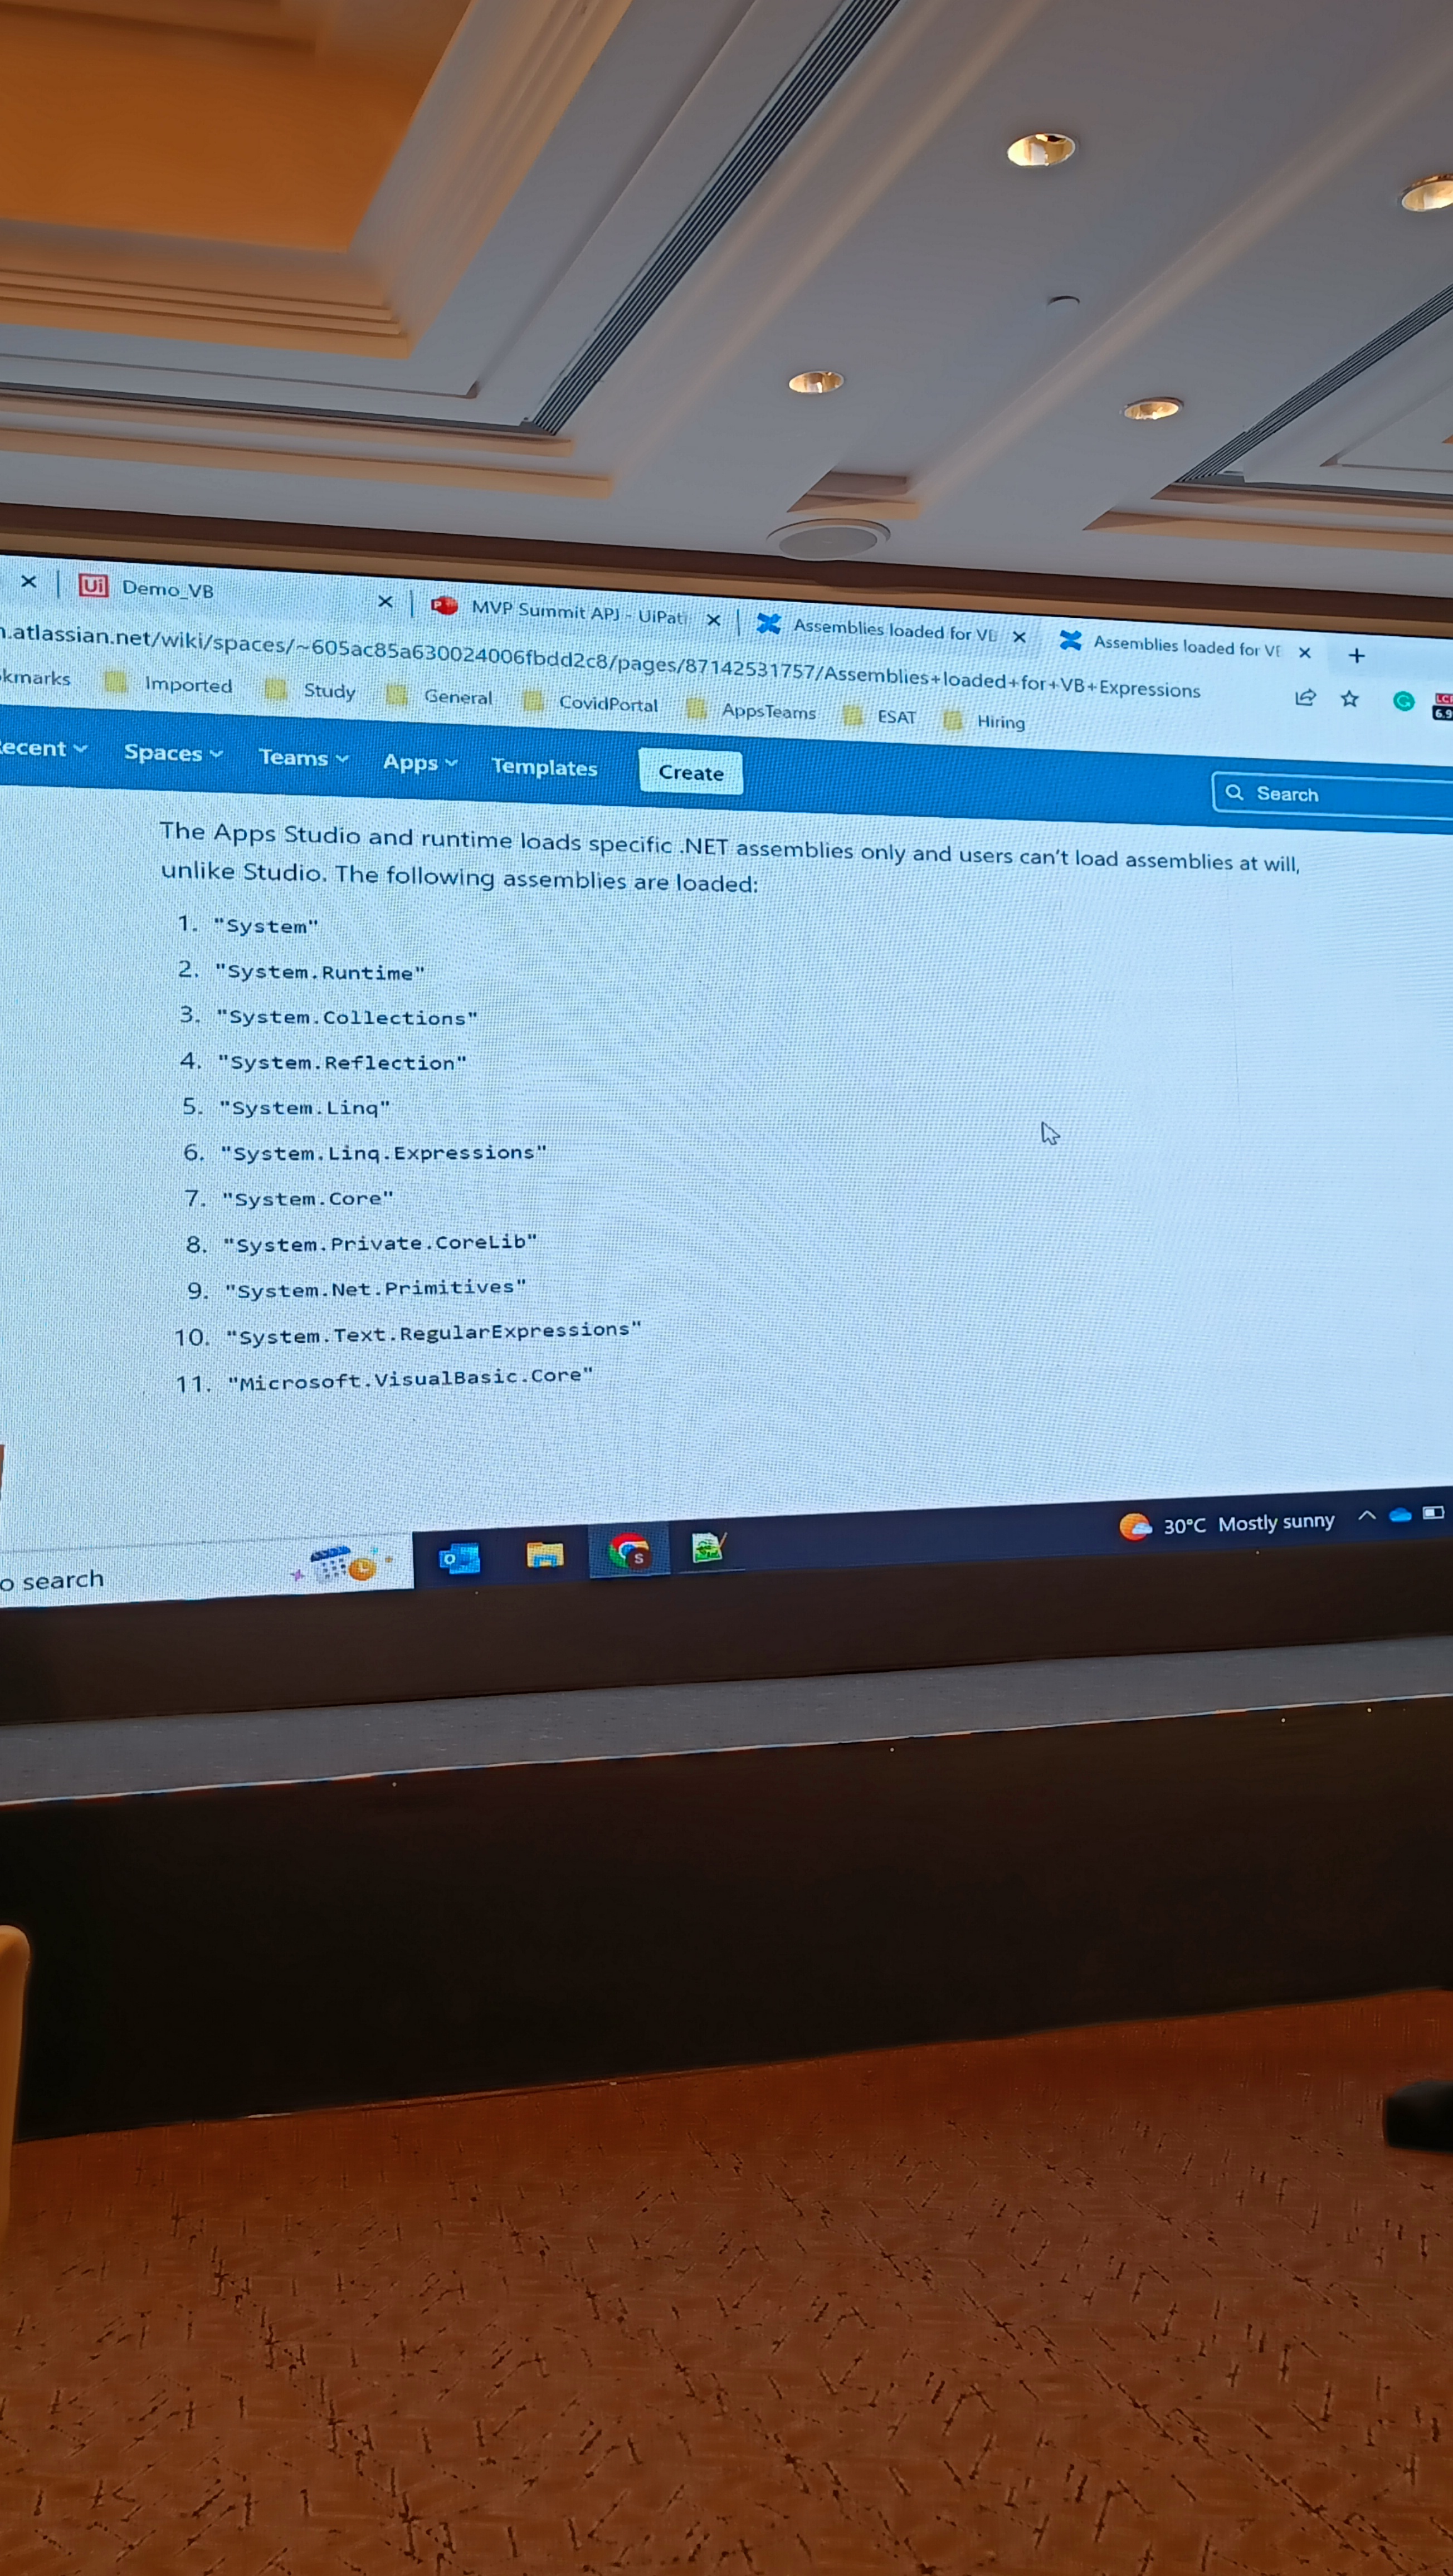 Ui Demo_VB
MVP Summit APJ - UiPat
Assemblies loaded for VB
Assemblies loaded for VE
.atlassian.net/wiki/spaces/~605ac85a630024006fbdd2c8/pages/87142531757/Assemblies+loaded+for+VB+Expressions
kmarks Imported Study General CovidPortal AppsTeams ESAT Hiring
ecent Spaces Teams Apps Templates Create Search
The Apps Studio and runtime loads specific .NET assemblies only and users can't load assemblies at will,
unlike Studio. The following assemblies are loaded:
1. "System"
2. "System.Runtime"
3. "System.Collections"
4. "System.Reflection"
5. "System.Linq"
6. "System.Linq.Expressions"
7. "System.Core"
8. "System.Private.CoreLib"
9. "System.Net.Primitives"
10. "System.Text.RegularExpressions"
11. "Microsoft.VisualBasic.Core"
30°C Mostly sunny
o search